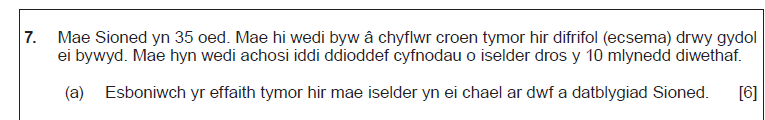 7. Mae Sioned yn 35 oed. Mae hi wedi byw â chyflwr croen tymor hir difrifol (ecsema) drwy gydol
ei bywyd. Mae hyn wedi achosi iddi ddioddef cyfnodau o iselder dros y 10 mlynedd diwethaf.
(a) Esboniwch yr effaith tymor hir mae iselder yn ei chael ar dwf a datblygiad Sioned. [6]